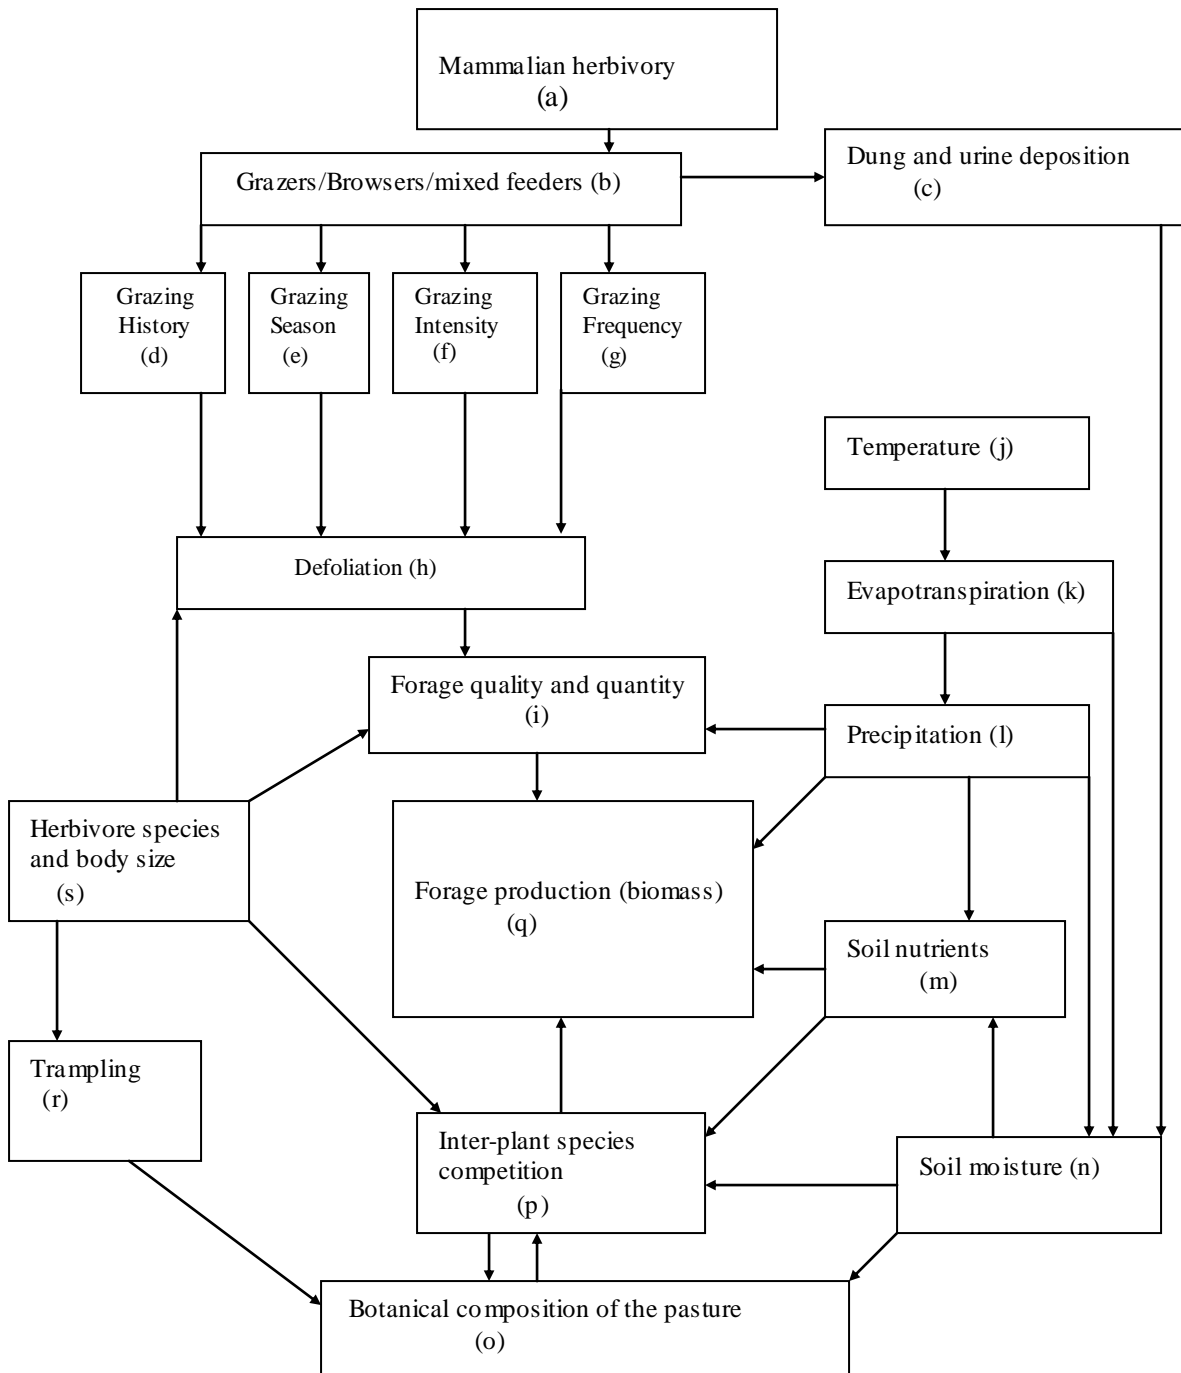 Mammalian herbivory
(a)
Dung and urine deposition
(c)
Grazers/Browsers/mixed feeders (b)
Grazing
History
(d)
Grazing
Season
(e)
Grazing
Intensity
(f)
Grazing
Frequency
(g)
Temperature (j)
Defoliation (h)
Evapotranspiration (k)
Forage quality and quantity
(i)
Precipitation (l)
Herbivore species
and body size
(s)
Forage production (biomass)
(q)
Soil nutrients
(m)
Trampling
(r)
Inter-plant species
competition
(p)
Soil moisture (n)
Botanical composition of the pasture
(o)